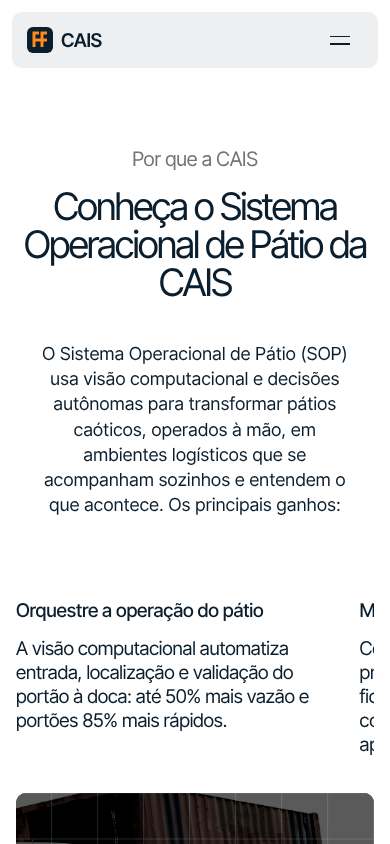 CAIS
Por que a CAIS
Conheça o Sistema
Operacional de Pátio da
CAIS
O Sistema Operacional de Pátio (SOP)
usa visão computacional e decisões
autônomas para transformar pátios
caóticos, operados à mão, em
ambientes logísticos que se
acompanham sozinhos e entendem o
que acontece. Os principais ganhos:
Orquestre a operação do pátio
A visão computacional automatiza
entrada, localização e validação do
portão à doca: até 50% mais vazão e
portões 85% mais rápidos.